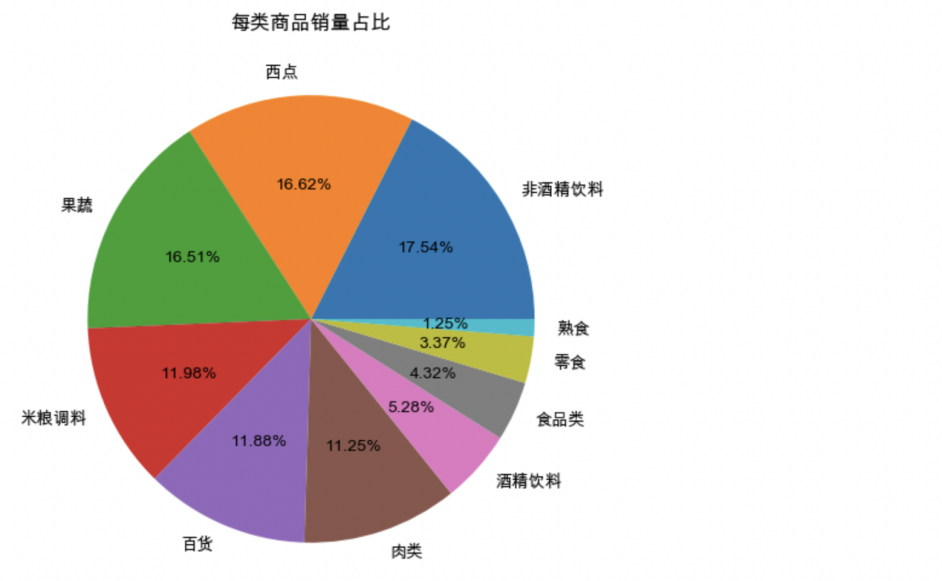 每类商品销量占比
西点
16.62%
非酒精饮料
17.54%
果蔬
16.51%
熟食
1.25%
零食
3.37%
食品类
4.32%
米粮调料
11.98%
酒精饮料
5.28%
百货
11.88%
肉类
11.25%